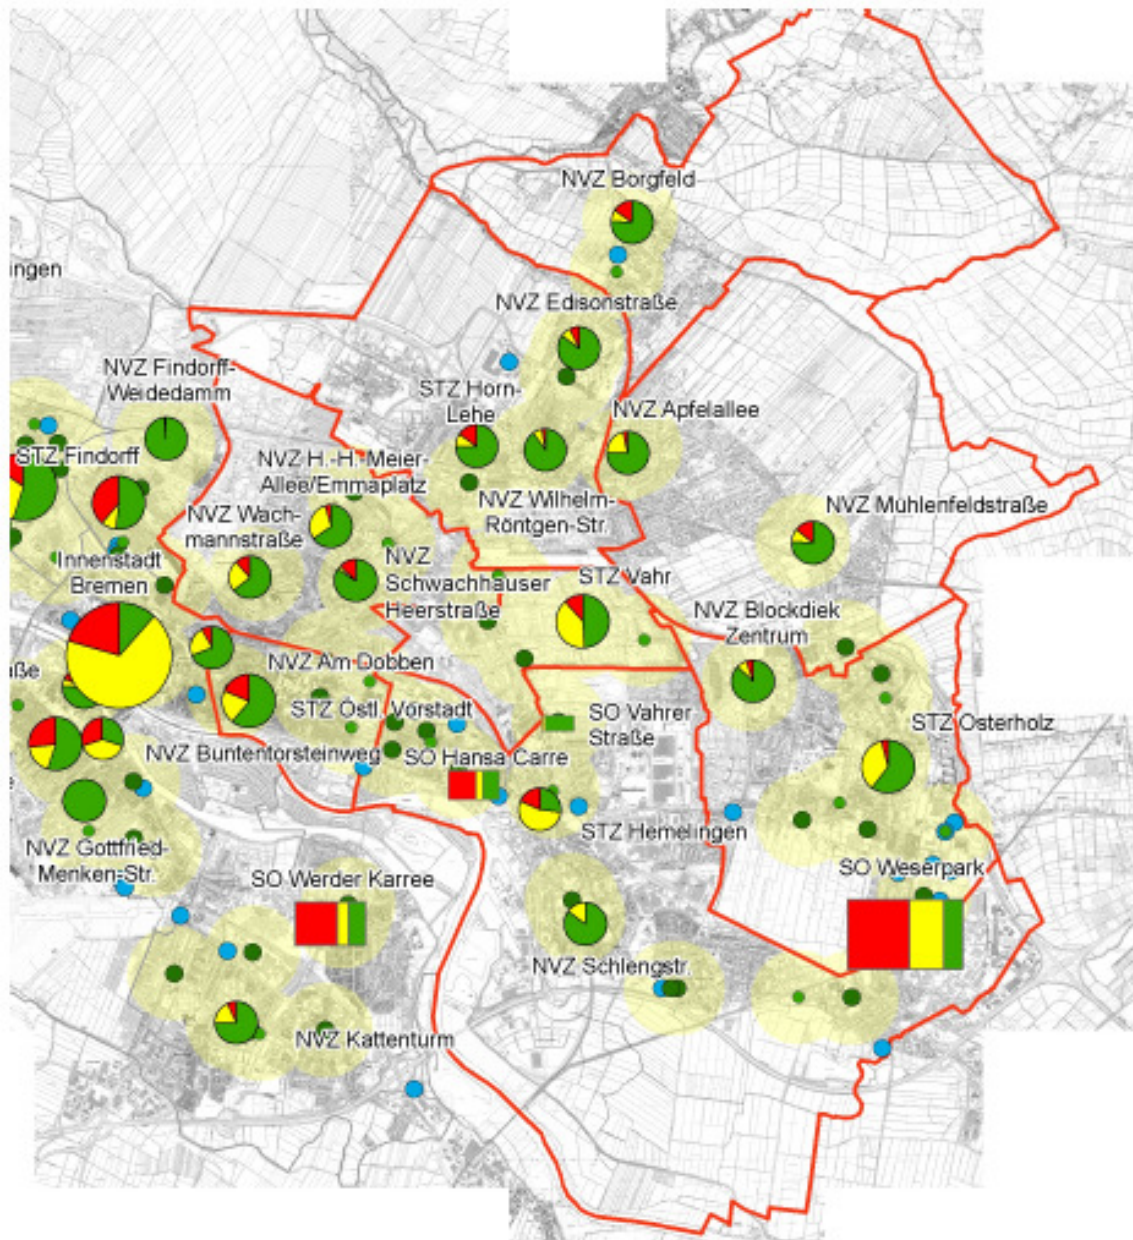 NVZ Borgfeld
ingen
NVZ Edisonstraße
NVZ Findorff-
Weidedamm
STZ Horn-
Lehe
NVZ Apfelallee
STZ Findorff
NVZ H.-H.-Meier-
Allee/Emmaplatz
NVZ Wilhelm-
Röntgen-Str.
NVZ Mühlenfeldstraße
NVZ Wach-
mannstraße
Innenstadt
Bremen
NVZ
Schwachhauser
Heerstraße
STZ Vahr
NVZ Blockdiek
Zentrum
aße
NVZ Am Dobben
STZ Östl. Vorstadt
SO Vahrer
Straße
STZ Osterholz
NVZ Buntentorsteinweg
SO Hansa Carre
STZ Hemelingen
NVZ Gottfried-
Menken-Str.
SO Werder Karree
SO Weserpark
NVZ Schlengstr.
NVZ Kattenturm